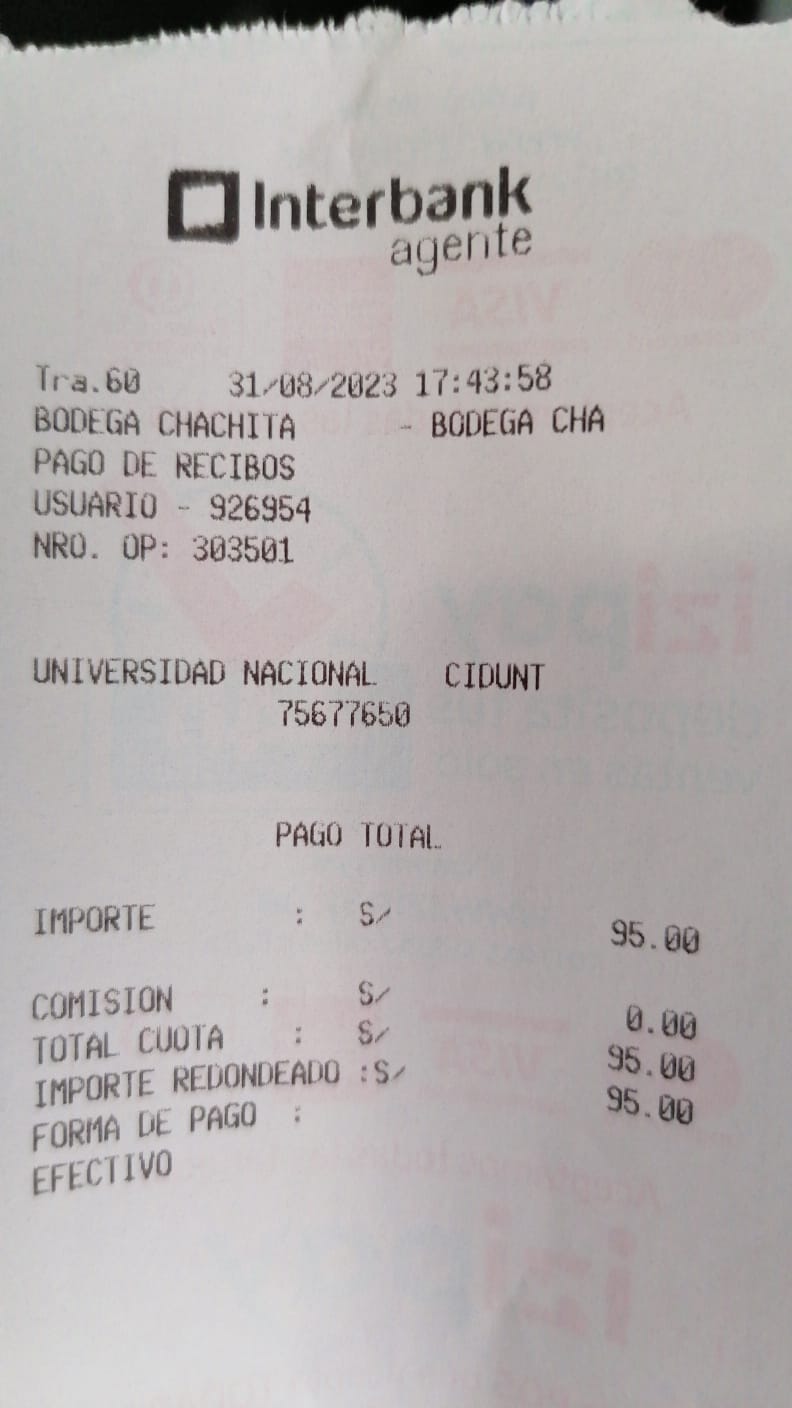 Interbank
agente
Tra.60 31/08/2023 17:43:58
BODEGA CHACHITA - BODEGA CHA
PAGO DE RECIBOS
USUARIO - 926954
NRO. OP: 303501
UNIVERSIDAD NACIONAL CIDUNT
75677650
PAGO TOTAL
IMPORTE : S/ 95.00
COMISION : S/ 0.00
TOTAL CUOTA : S/ 95.00
IMPORTE REDONDEADO :S/ 95.00
FORMA DE PAGO :
EFECTIVO